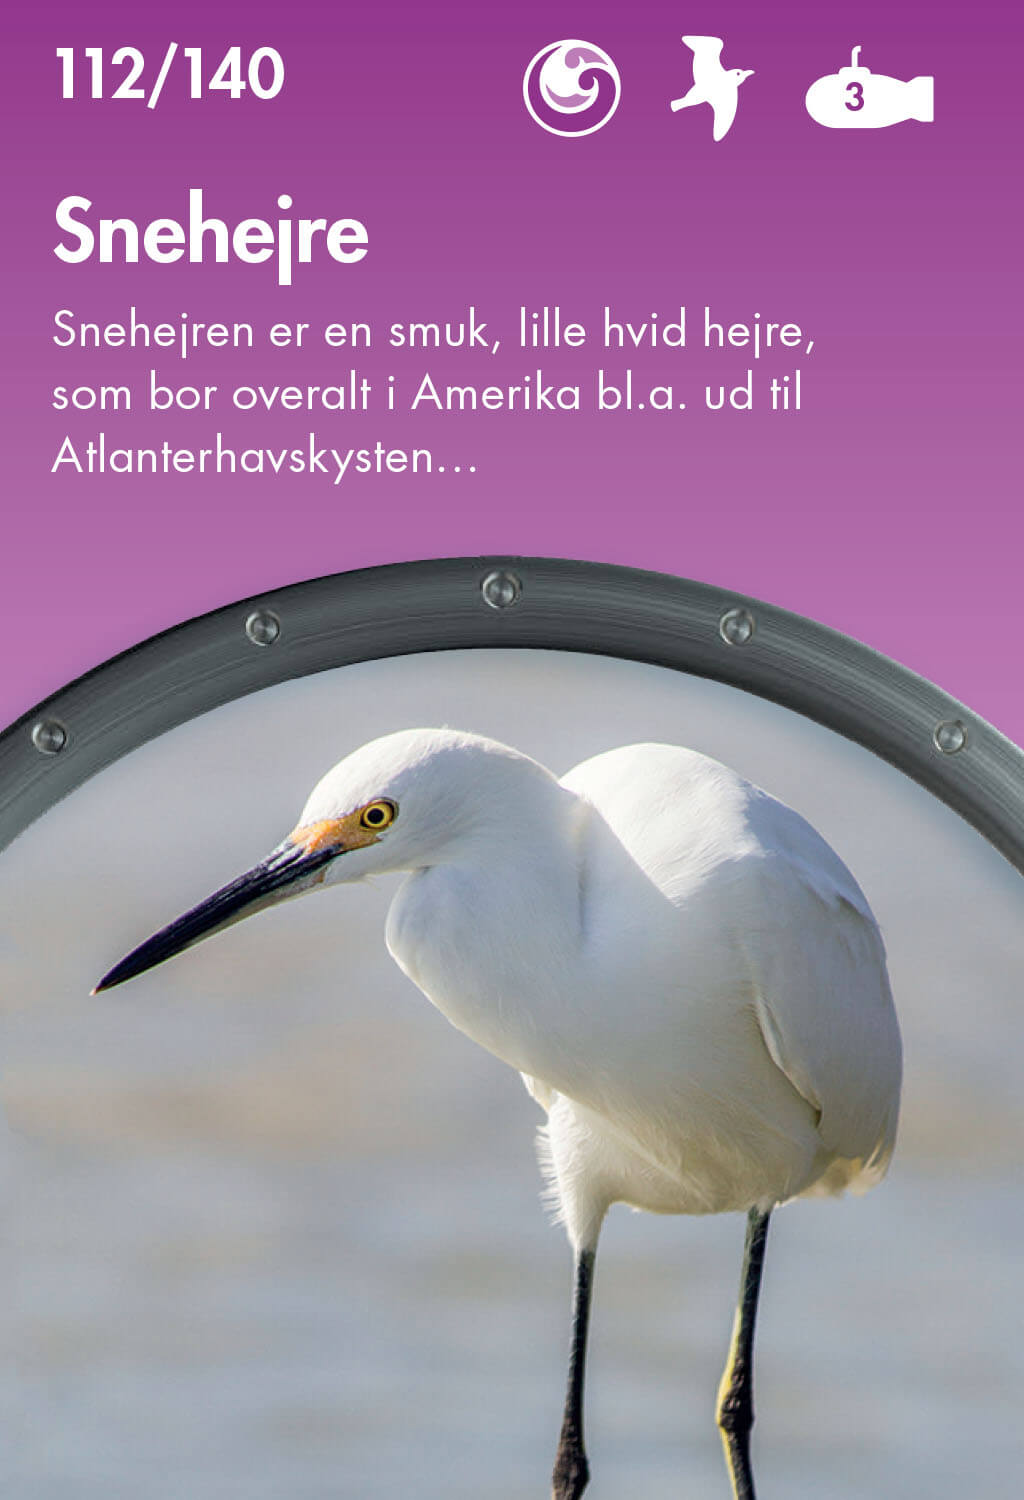 112/140
3
Snehejre
Snehejren er en smuk, lille hvid hejre,
som bor overalt i Amerika bl.a. ud til
Atlanterhavskysten...